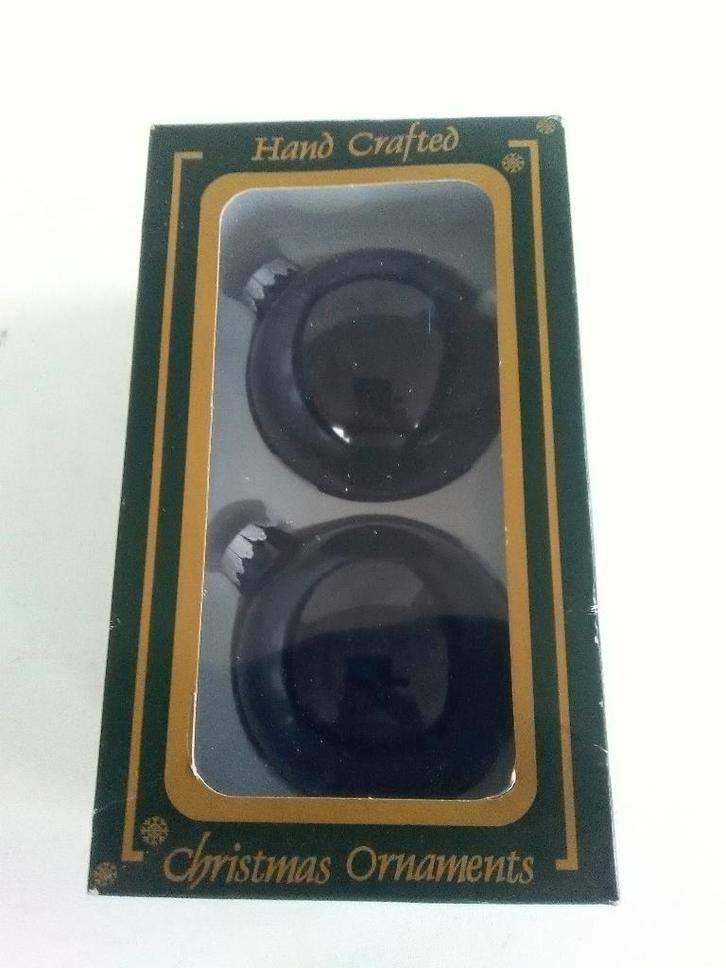 Hand Crafted
Christmas Ornaments